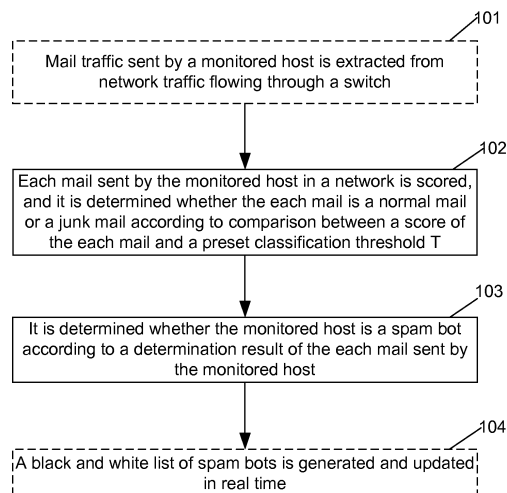 101
Mail traffic sent by a monitored host is extracted from
network traffic flowing through a switch
102
Each mail sent by the monitored host in a network is scored,
and it is determined whether the each mail is a normal mail
or a junk mail according to comparison between a score of
the each mail and a preset classification threshold T
103
It is determined whether the monitored host is a spam bot
according to a determination result of the each mail sent by
the monitored host
104
A black and white list of spam bots is generated and updated
in real time